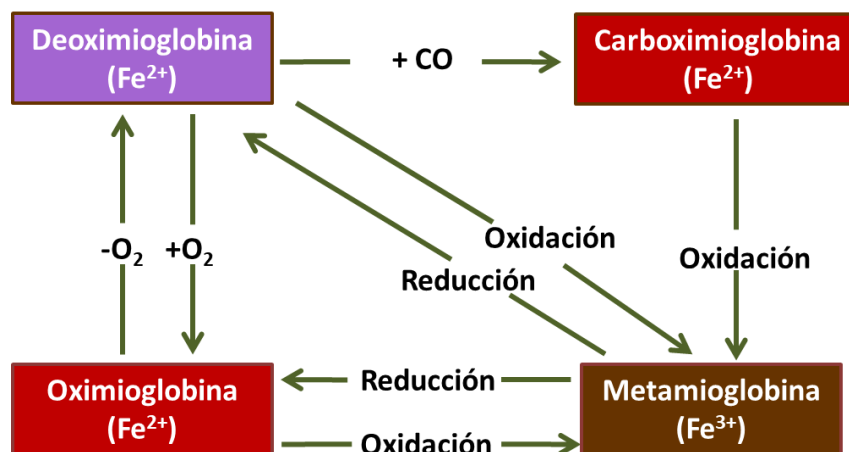 Deoximioglobina
(Fe²⁺)
+ CO
Carboximioglobina
(Fe²⁺)
-O₂
+O₂
Oxidación
Reducción
Oxidación
Oximioglobina
(Fe²⁺)
Reducción
Oxidación
Metamioglobina
(Fe³⁺)